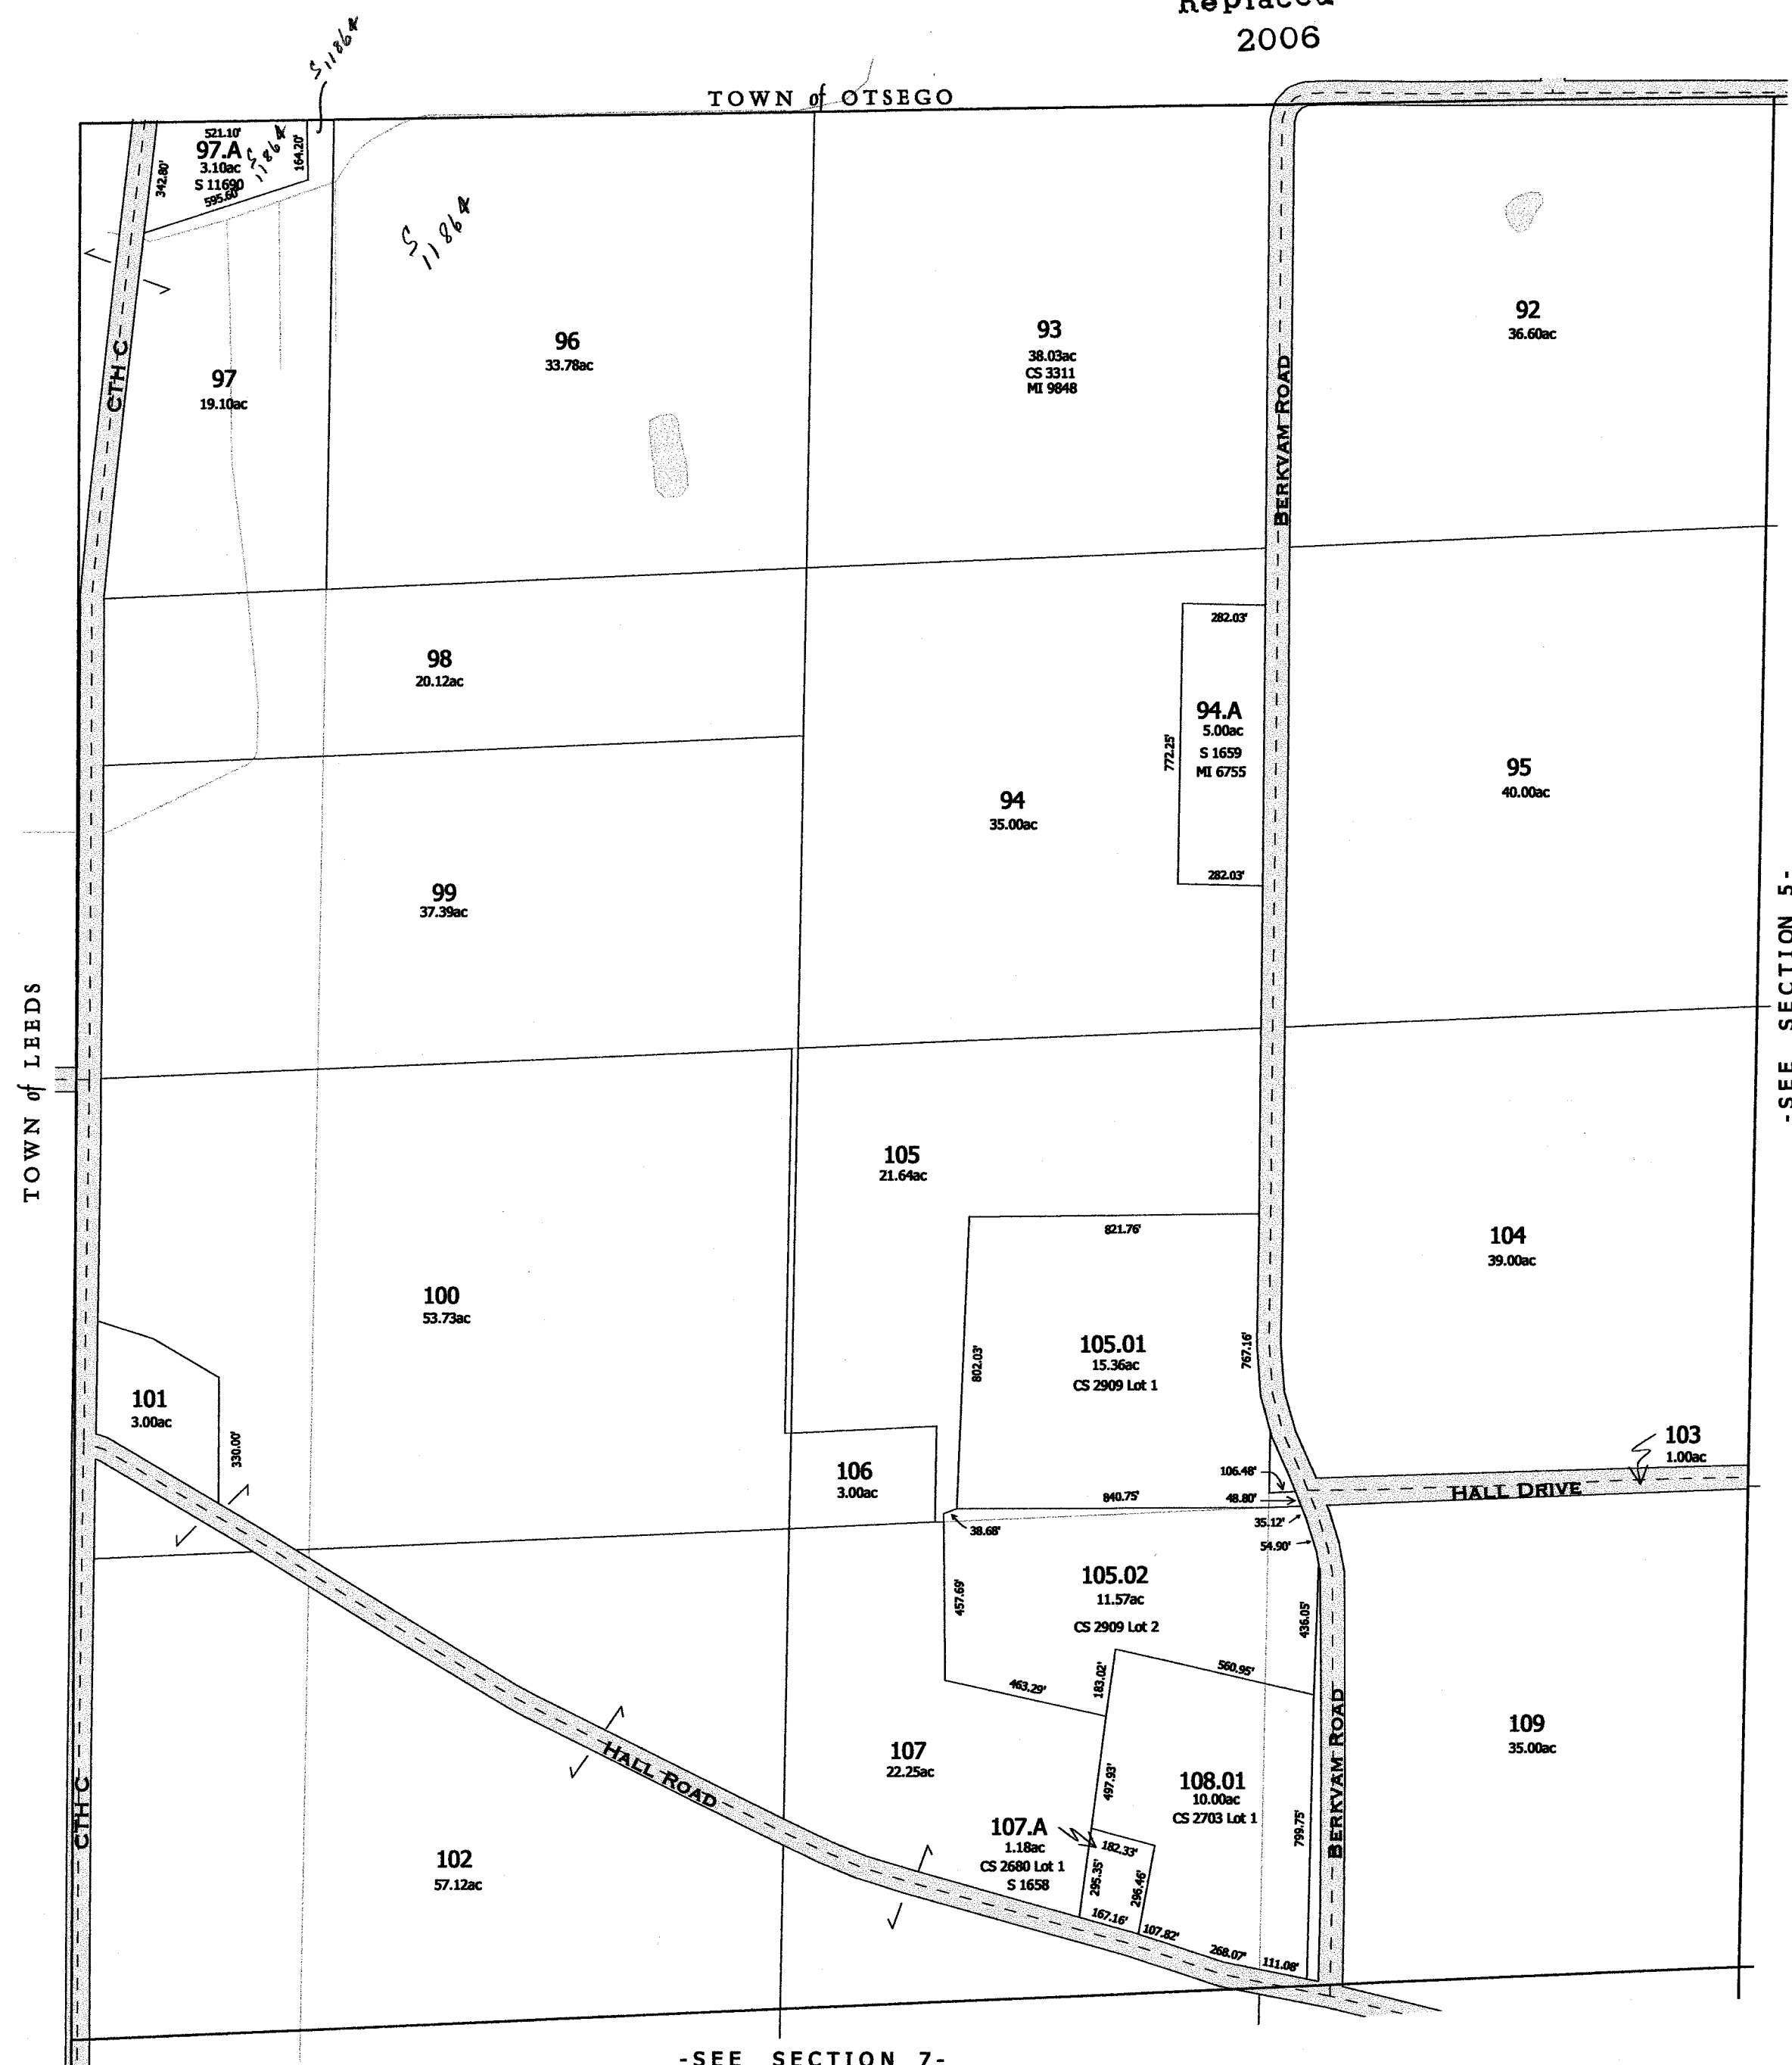 Replaced
2006
S 11864
TOWN of OTSEGO
521.10'
97.A
3.10ac
S 11690
595.60'
342.80'
164.20'
S 11864
S 11864
CTH C
97
19.10ac
96
33.78ac
93
38.03ac
CS 3311
MI 9848
BERKVAM ROAD
92
36.60ac
98
20.12ac
282.03'
94.A
5.00ac
S 1659
MI 6755
772.25'
282.03'
94
35.00ac
95
40.00ac
99
37.39ac
-SEE SECTION 5-
TOWN of LEEDS
105
21.64ac
821.76'
104
39.00ac
100
53.73ac
105.01
15.36ac
CS 2909 Lot 1
802.03'
767.16'
101
3.00ac
330.00'
103
1.00ac
106
3.00ac
106.48'
840.75'
48.80'
HALL DRIVE
38.68'
35.12'
54.90'
105.02
11.57ac
CS 2909 Lot 2
457.69'
436.05'
463.29'
183.02'
560.95'
HALL ROAD
107
22.25ac
109
35.00ac
BERKVAM ROAD
497.93'
108.01
10.00ac
CS 2703 Lot 1
799.75'
107.A
1.18ac
CS 2680 Lot 1
S 1658
182.33'
295.35'
296.46'
167.16'
107.82'
268.07'
111.08'
CTH C
102
57.12ac
-SEE SECTION 7-